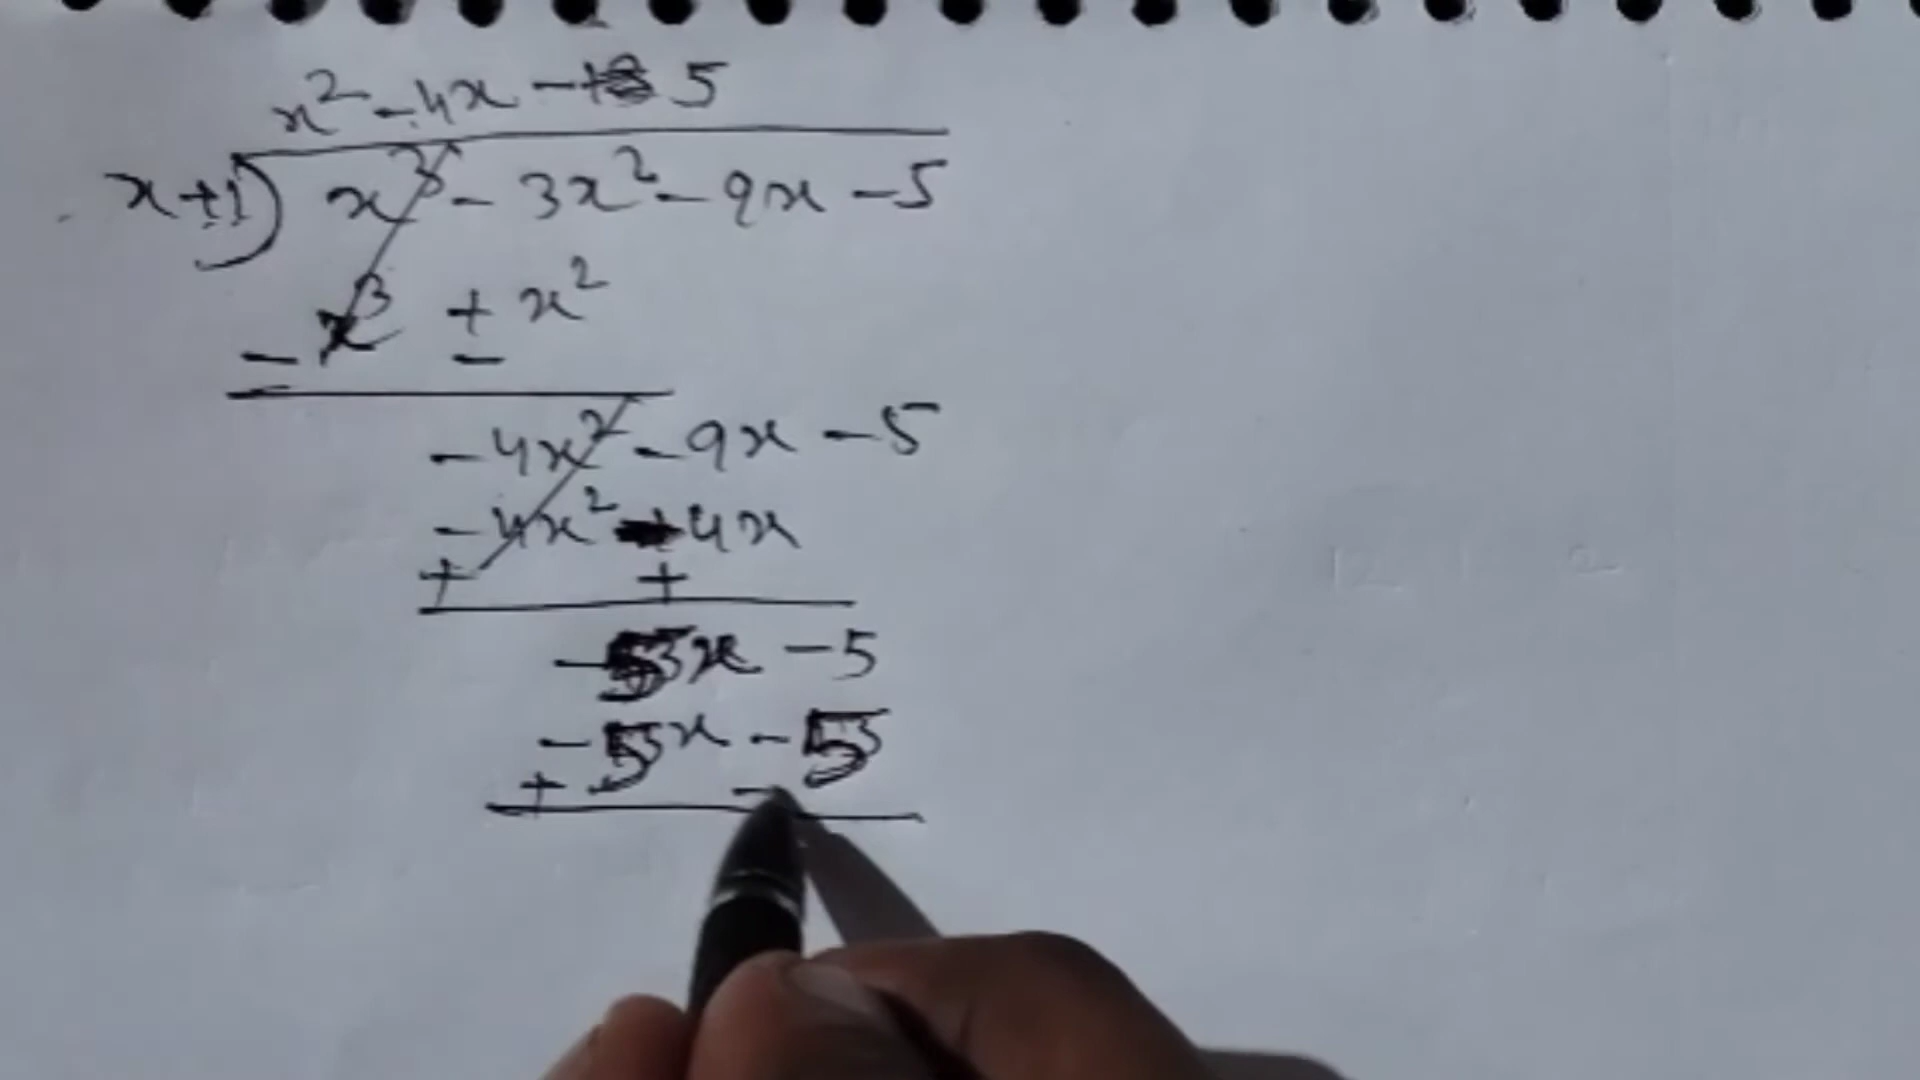 x² - 4x - 5
x+1) x³ - 3x² - 9x - 5
x³ + x²
- -
- 4x² - 9x - 5
- 4x² - 4x
+ +
- 5x - 5
- 5x - 5
+ -